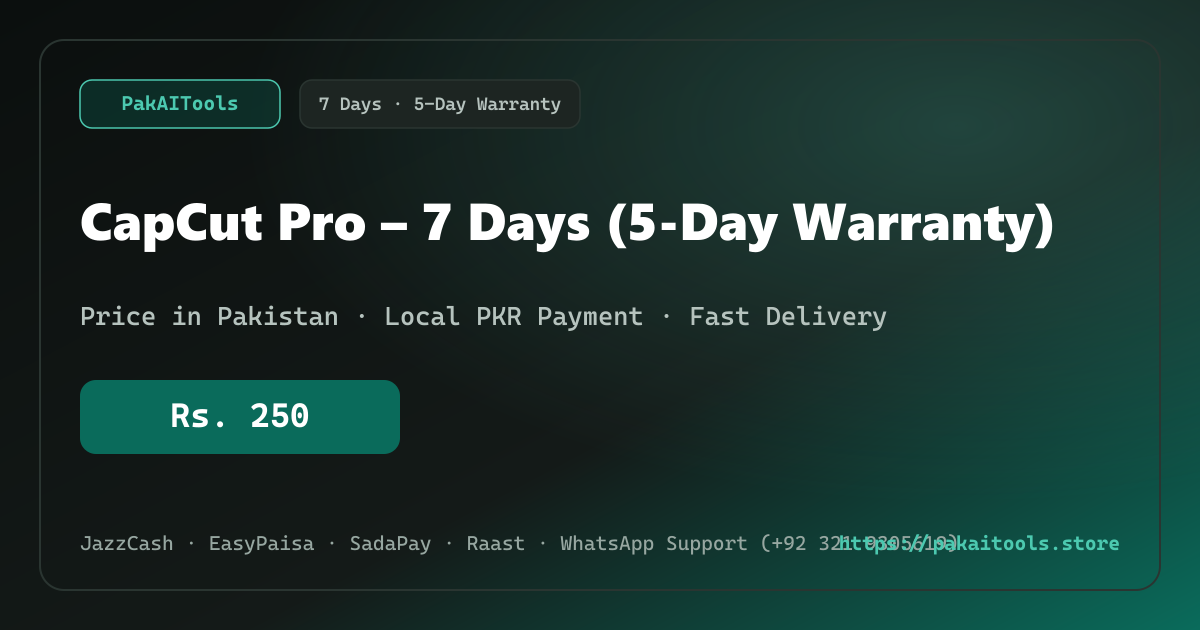 PakAITools
7 Days · 5-Day Warranty
CapCut Pro – 7 Days (5-Day Warranty)
Price in Pakistan · Local PKR Payment · Fast Delivery
Rs. 250
JazzCash · EasyPaisa · SadaPay · Raast · WhatsApp Support (+92
https://pakaitools.store